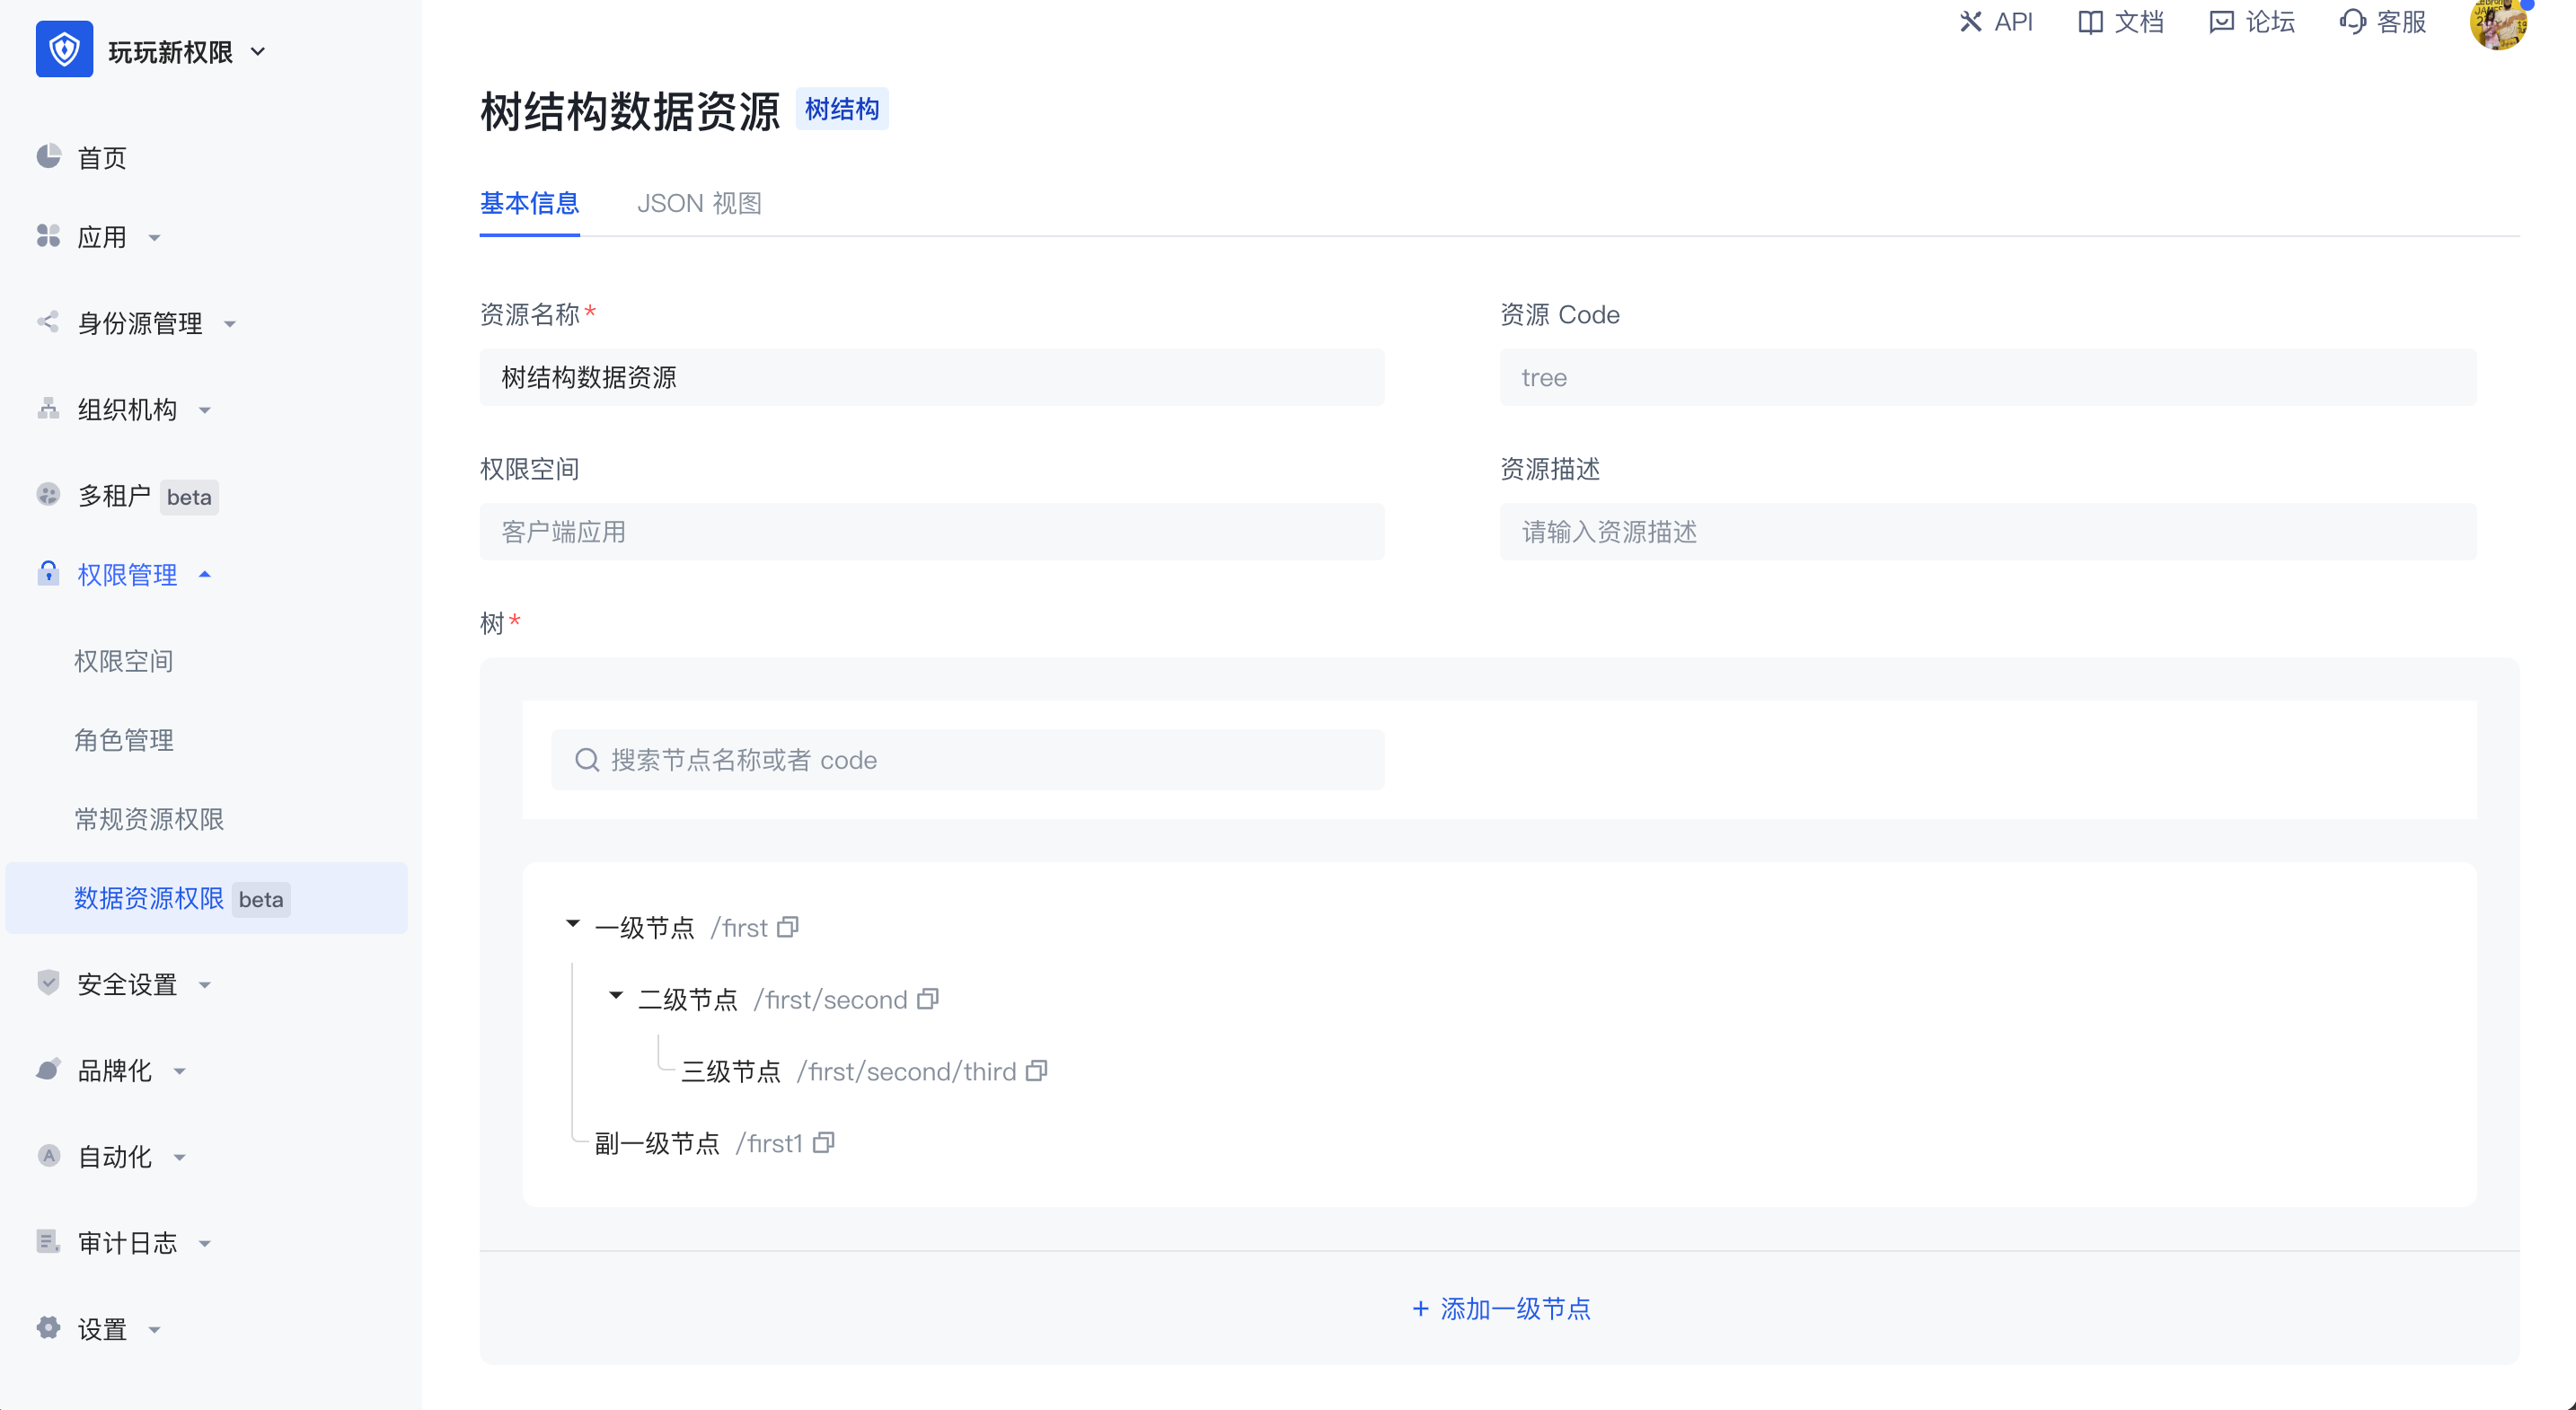 玩玩新权限
API
文档
论坛
客服
首页
应用
身份源管理
组织机构
多租户 beta
权限管理
权限空间
角色管理
常规资源权限
数据资源权限 beta
安全设置
品牌化
自动化
审计日志
设置
树结构数据资源 树结构
基本信息
JSON 视图
资源名称*
树结构数据资源
资源 Code
tree
权限空间
客户端应用
资源描述
请输入资源描述
树*
搜索节点名称或者 code
一级节点 /first
二级节点 /first/second
三级节点 /first/second/third
副一级节点 /first1
+ 添加一级节点